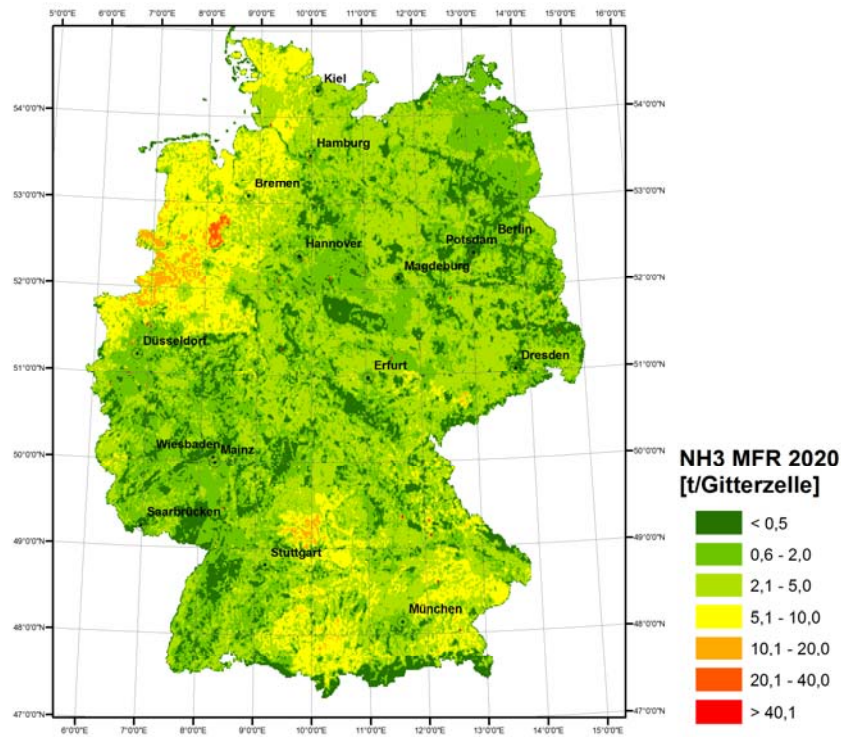 5°0'0"E 6°0'0"E 7°0'0"E 8°0'0"E 9°0'0"E 10°0'0"E 11°0'0"E 12°0'0"E 13°0'0"E 14°0'0"E 15°0'0"E 16°0'0"E
Kiel
54°0'0"N 54°0'0"N
Hamburg
Bremen
53°0'0"N 53°0'0"N
Berlin
Hannover Potsdam
Magdeburg
52°0'0"N 52°0'0"N
Düsseldorf
51°0'0"N 51°0'0"N
Erfurt Dresden
Wiesbaden
Mainz
50°0'0"N 50°0'0"N
NH3 MFR 2020
[t/Gitterzelle]
Saarbrücken
< 0,5
49°0'0"N 49°0'0"N
0,6 - 2,0
Stuttgart
2,1 - 5,0
München
5,1 - 10,0
48°0'0"N 48°0'0"N
10,1 - 20,0
20,1 - 40,0
47°0'0"N 47°0'0"N
> 40,1
6°0'0"E 7°0'0"E 8°0'0"E 9°0'0"E 10°0'0"E 11°0'0"E 12°0'0"E 13°0'0"E 14°0'0"E 15°0'0"E